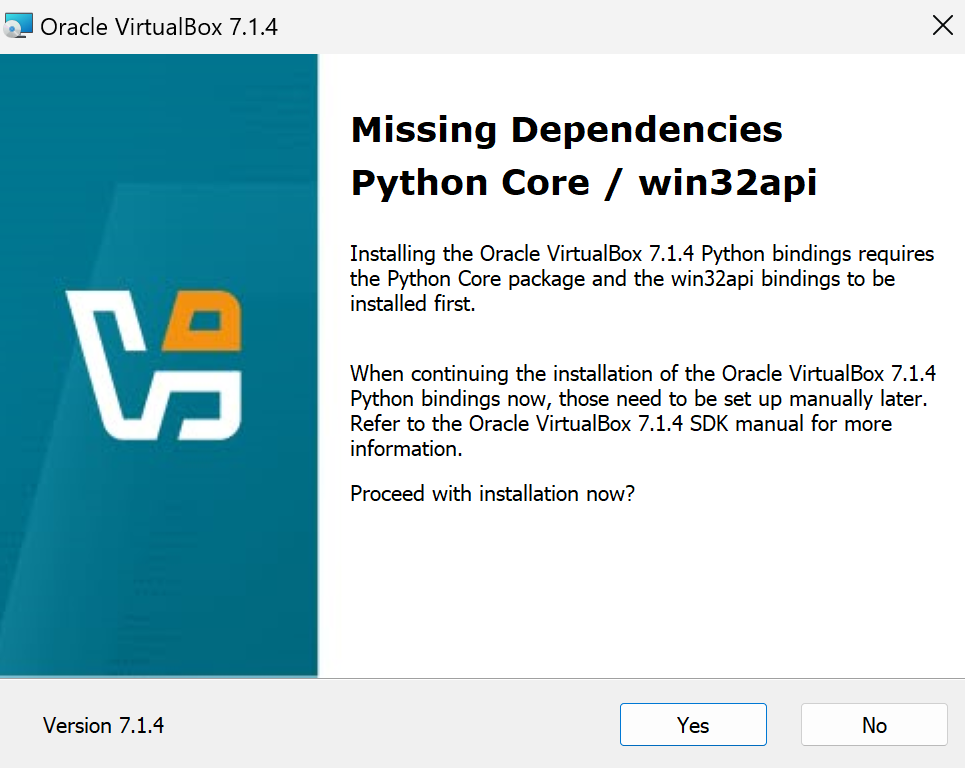 Oracle VirtualBox 7.1.4
Missing Dependencies
Python Core / win32api
Installing the Oracle VirtualBox 7.1.4 Python bindings requires
the Python Core package and the win32api bindings to be
installed first.
When continuing the installation of the Oracle VirtualBox 7.1.4
Python bindings now, those need to be set up manually later.
Refer to the Oracle VirtualBox 7.1.4 SDK manual for more
information.
Proceed with installation now?
Version 7.1.4
Yes
No